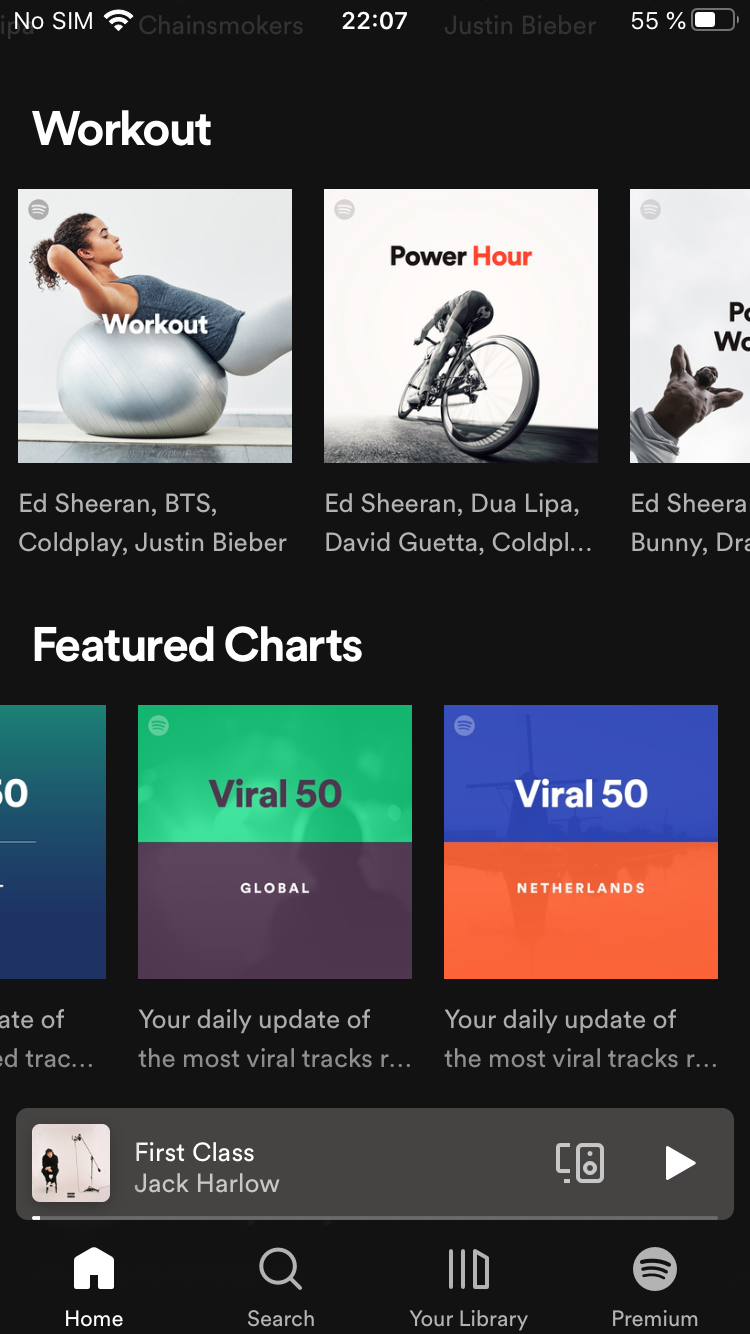 No SIM 22:07 55 %
Chainsmokers Justin Bieber
Workout
Workout
Power Hour
Ed Sheeran, BTS,
Coldplay, Justin Bieber
Ed Sheeran, Dua Lipa,
David Guetta, Coldpl...
Ed Sheera
Bunny, Dra
Featured Charts
50
Viral 50
GLOBAL
Viral 50
NETHERLANDS
ate of
ed trac...
Your daily update of
the most viral tracks r...
Your daily update of
the most viral tracks r...
First Class
Jack Harlow
Home
Search
Your Library
Premium